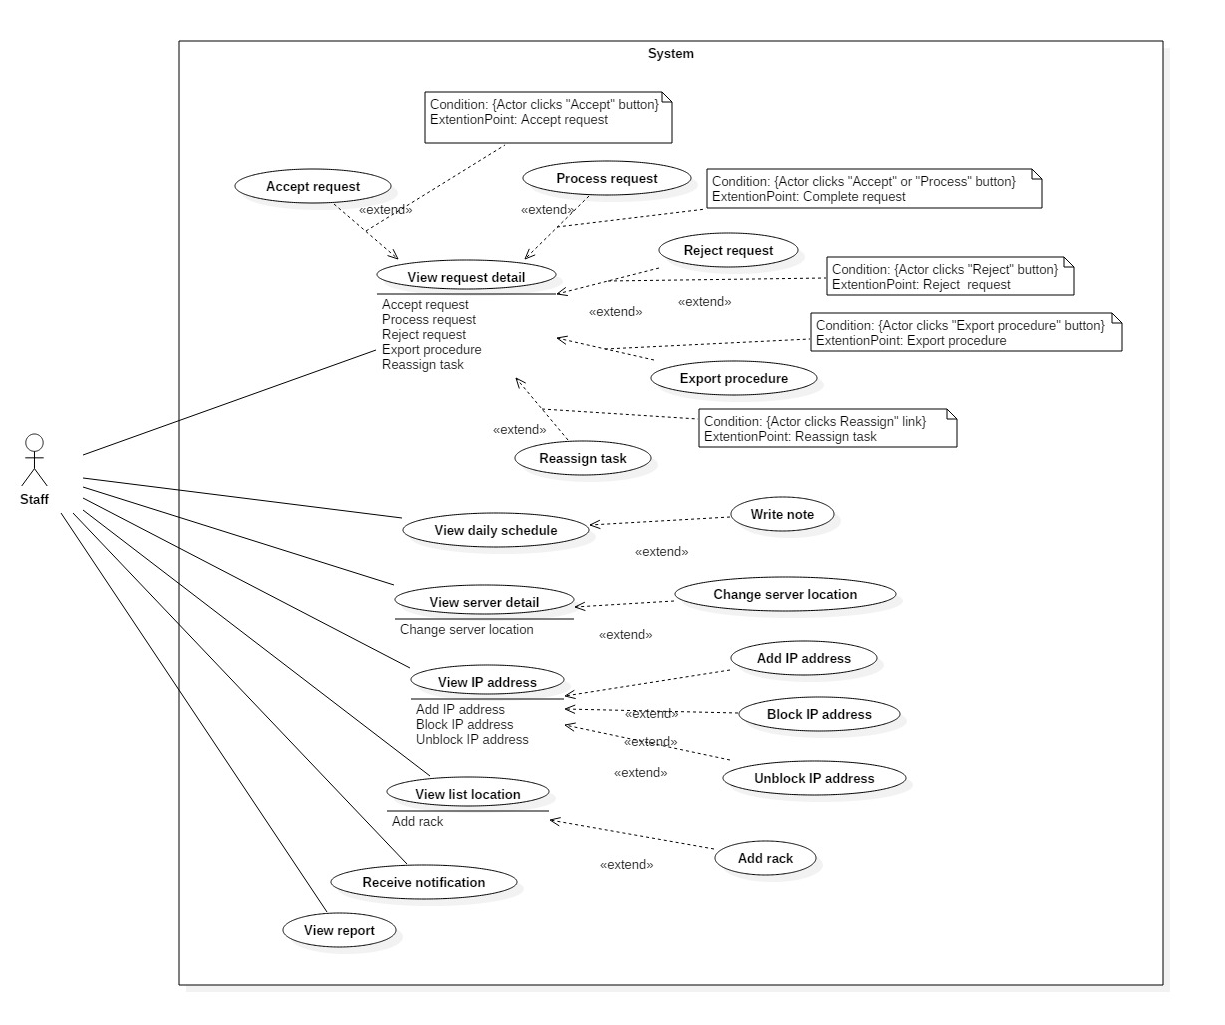 System
Condition: {Actor clicks "Accept" button}
ExtentionPoint: Accept request
Accept request
Process request
Condition: {Actor clicks "Accept" or "Process" button}
ExtentionPoint: Complete request
«extend»
«extend»
Reject request
View request detail
Condition: {Actor clicks "Reject" button}
ExtentionPoint: Reject  request
«extend»
«extend»
Accept request
Process request
Reject request
Export procedure
Reassign task
Condition: {Actor clicks "Export procedure" button}
ExtentionPoint: Export procedure
Export procedure
Condition: {Actor clicks Reassign" link}
ExtentionPoint: Reassign task
«extend»
Reassign task
Staff
View daily schedule
Write note
«extend»
View server detail
Change server location
Change server location
«extend»
View IP address
Add IP address
Block IP address
Unblock IP address
Add IP address
«extend»
Block IP address
«extend»
«extend»
Unblock IP address
View list location
Add rack
«extend»
Add rack
Receive notification
View report